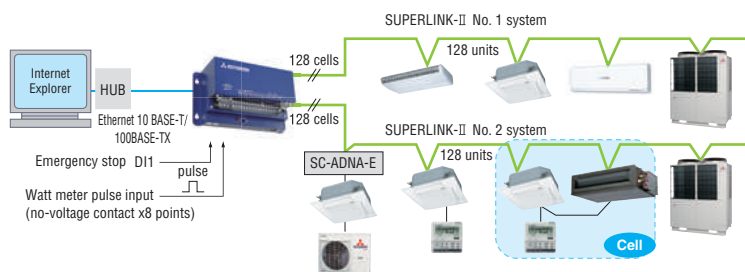 SUPERLINK-II No. 1 system
128 cells
128 units
Internet
Explorer
HUB
Ethernet 10 BASE-T/
100BASE-TX
128 cells
SUPERLINK-II No. 2 system
128 units
Emergency stop DI1
pulse
SC-ADNA-E
Watt meter pulse input
(no-voltage contact x8 points)
Cell